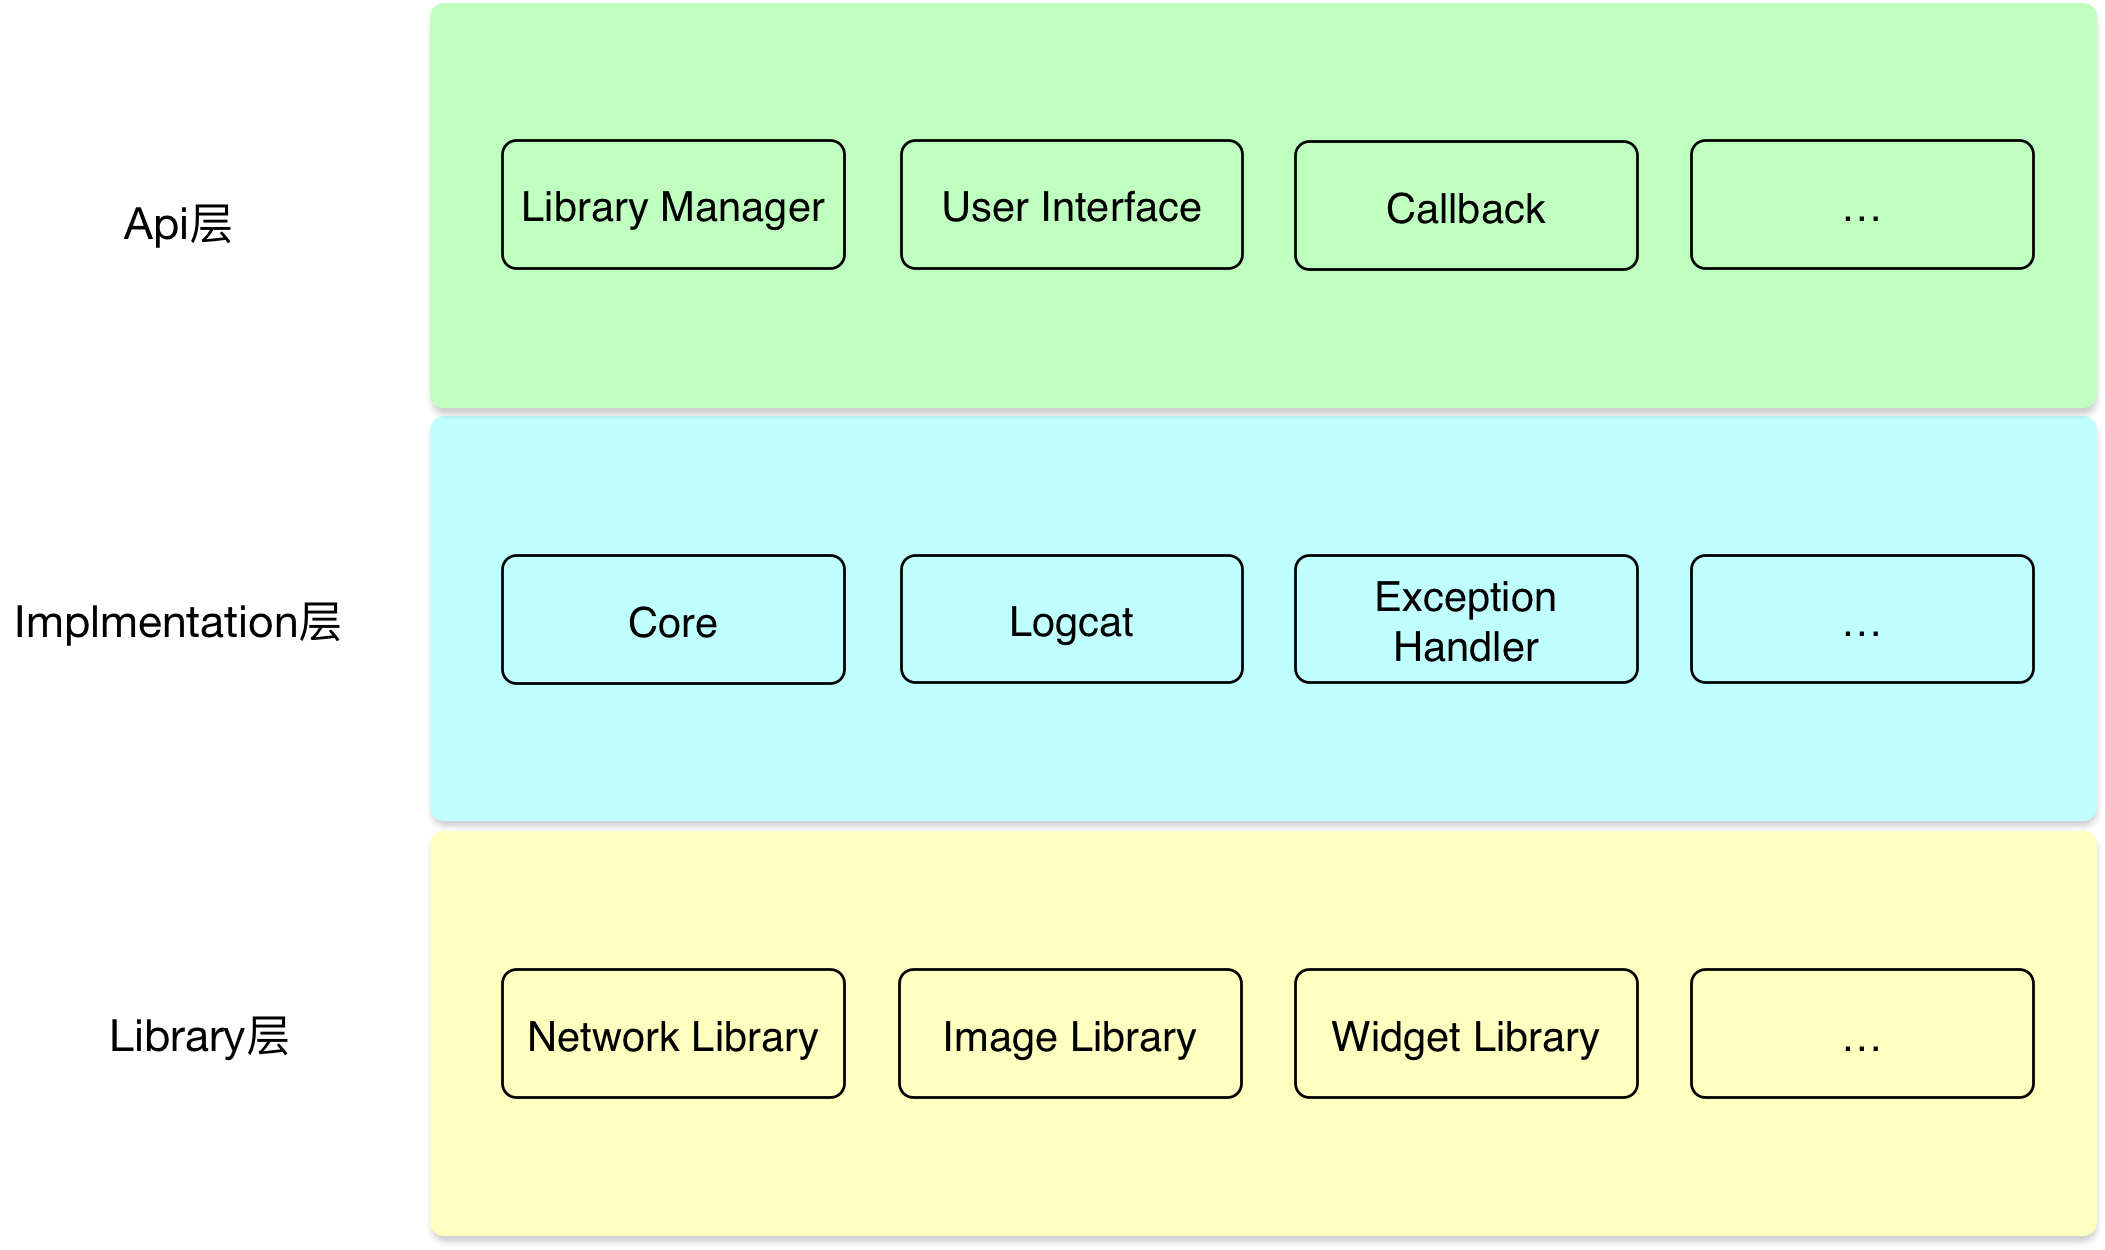 Api层
Library Manager
User Interface
Callback
...
Implmentation层
Core
Logcat
Exception
Handler
...
Library层
Network Library
Image Library
Widget Library
...